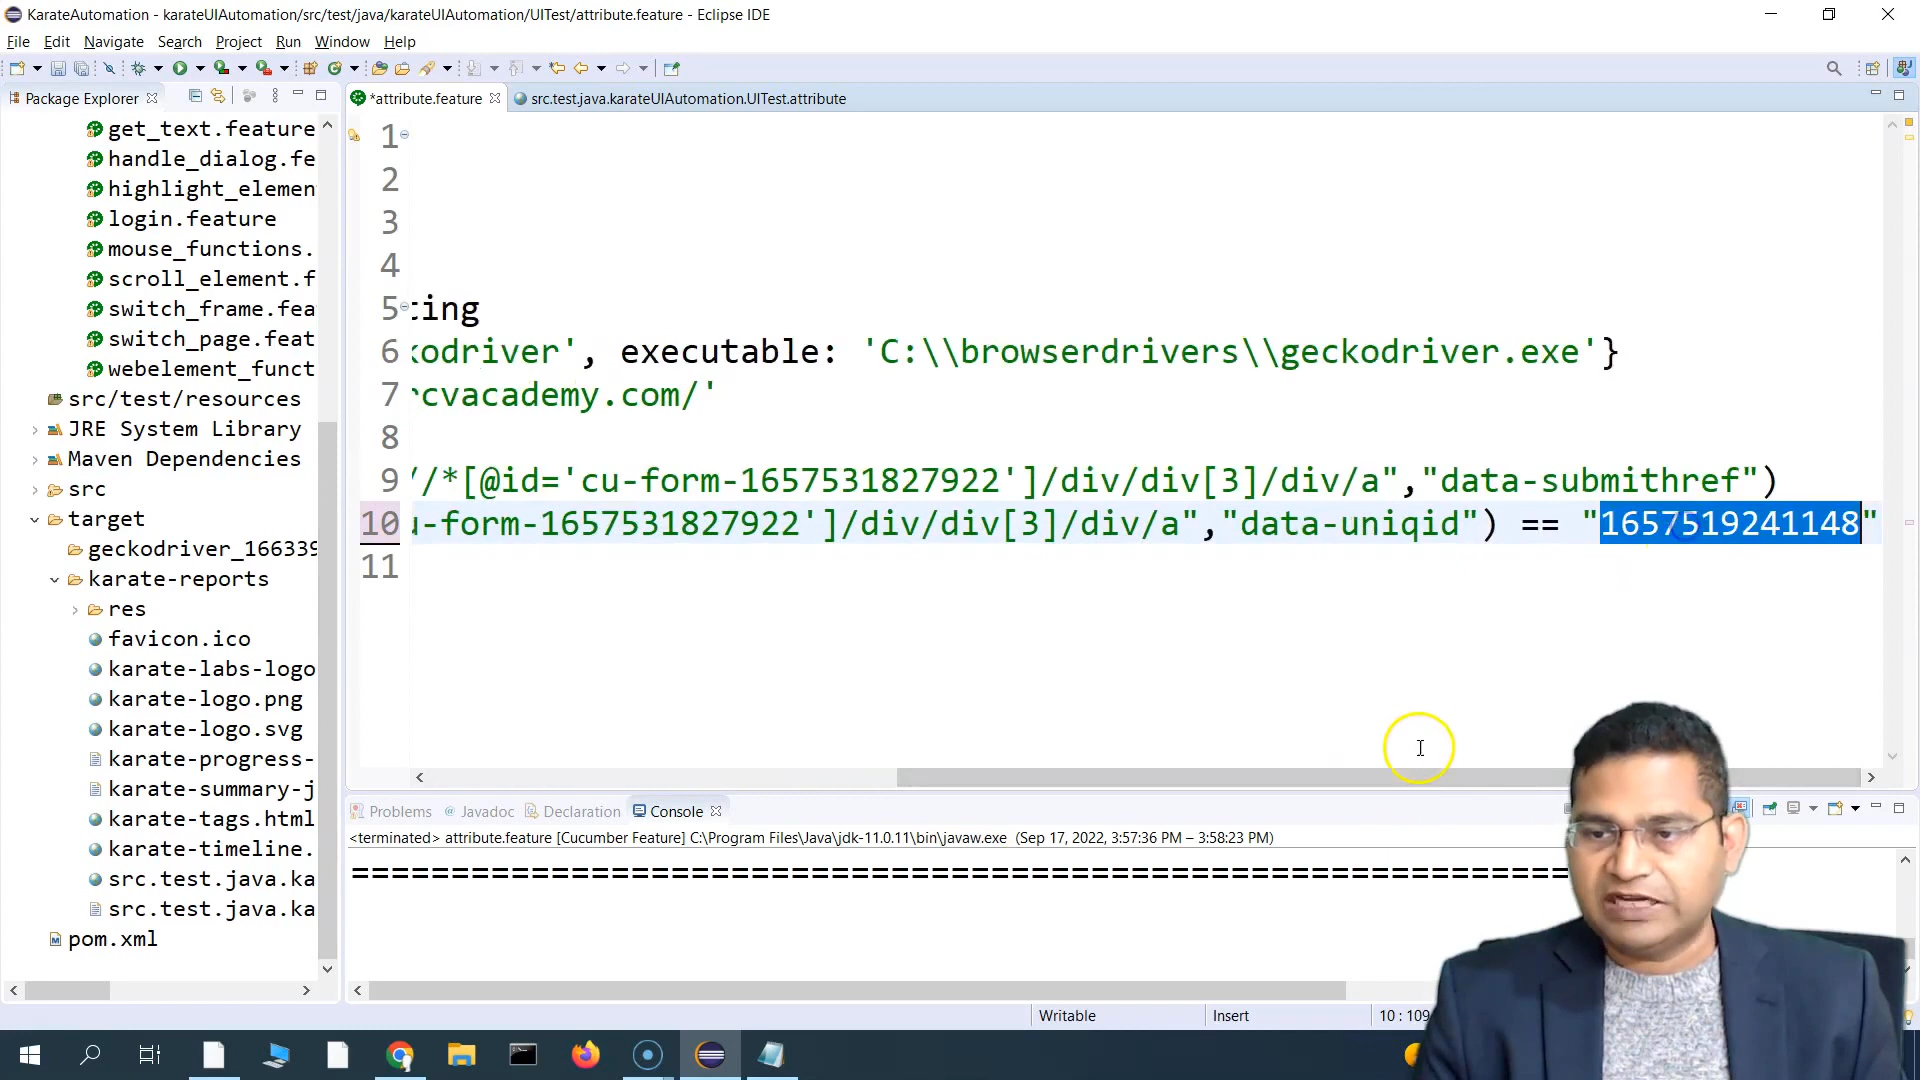 KarateAutomation - karateUIAutomation/src/test/java/karateUIAutomation/UITest/attribute.feature - Eclipse IDE
File Edit Navigate Search Project Run Window Help
Package Explorer
*attribute.feature
src.test.java.karateUIAutomation.UITest.attribute
get_text.feature
handle_dialog.fe
highlight_elemen
login.feature
mouse_functions.
scroll_element.f
switch_frame.fea
switch_page.feat
webelement_funct
src/test/resources
JRE System Library
Maven Dependencies
src
target
geckodriver_166339
karate-reports
res
favicon.ico
karate-labs-logo
karate-logo.png
karate-logo.svg
karate-progress-
karate-summary-j
karate-tags.html
karate-timeline.
src.test.java.ka
src.test.java.ka
pom.xml
1
2
3
4
5 ting
6 kodriver', executable: 'C:\\browserdrivers\\geckodriver.exe'}
7 rcvacademy.com/'
8
9 //*[@id='cu-form-1657531827922']/div/div[3]/div/a","data-submithref")
10 u-form-1657531827922']/div/div[3]/div/a","data-uniqid") == "1657519241148"
11
Problems Javadoc Declaration Console
<terminated> attribute.feature [Cucumber Feature] C:\Program Files\Java\jdk-11.0.11\bin\javaw.exe (Sep 17, 2022, 3:57:36 PM – 3:58:23 PM)
=============================================================
Writable Insert 10 : 109